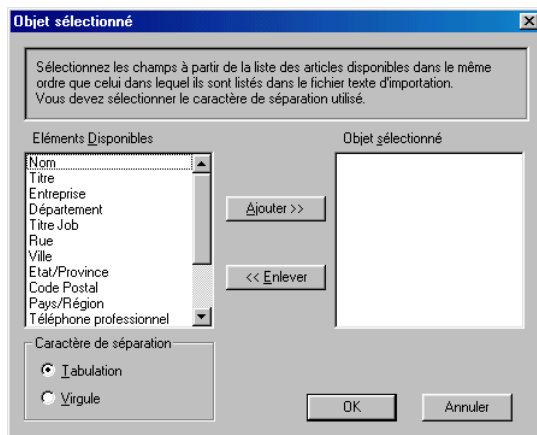 Objet sélectionné
Sélectionnez les champs à partir de la liste des articles disponibles dans le même
ordre que celui dans lequel ils sont listés dans le fichier texte d'importation.
Vous devez sélectionner le caractère de séparation utilisé.
Eléments Disponibles
Nom
Titre
Entreprise
Département
Titre Job
Rue
Ville
Etat/Province
Code Postal
Pays/Région
Téléphone professionnel
Ajouter >>
<< Enlever
Objet sélectionné
Caractère de séparation
Tabulation
Virgule
OK
Annuler